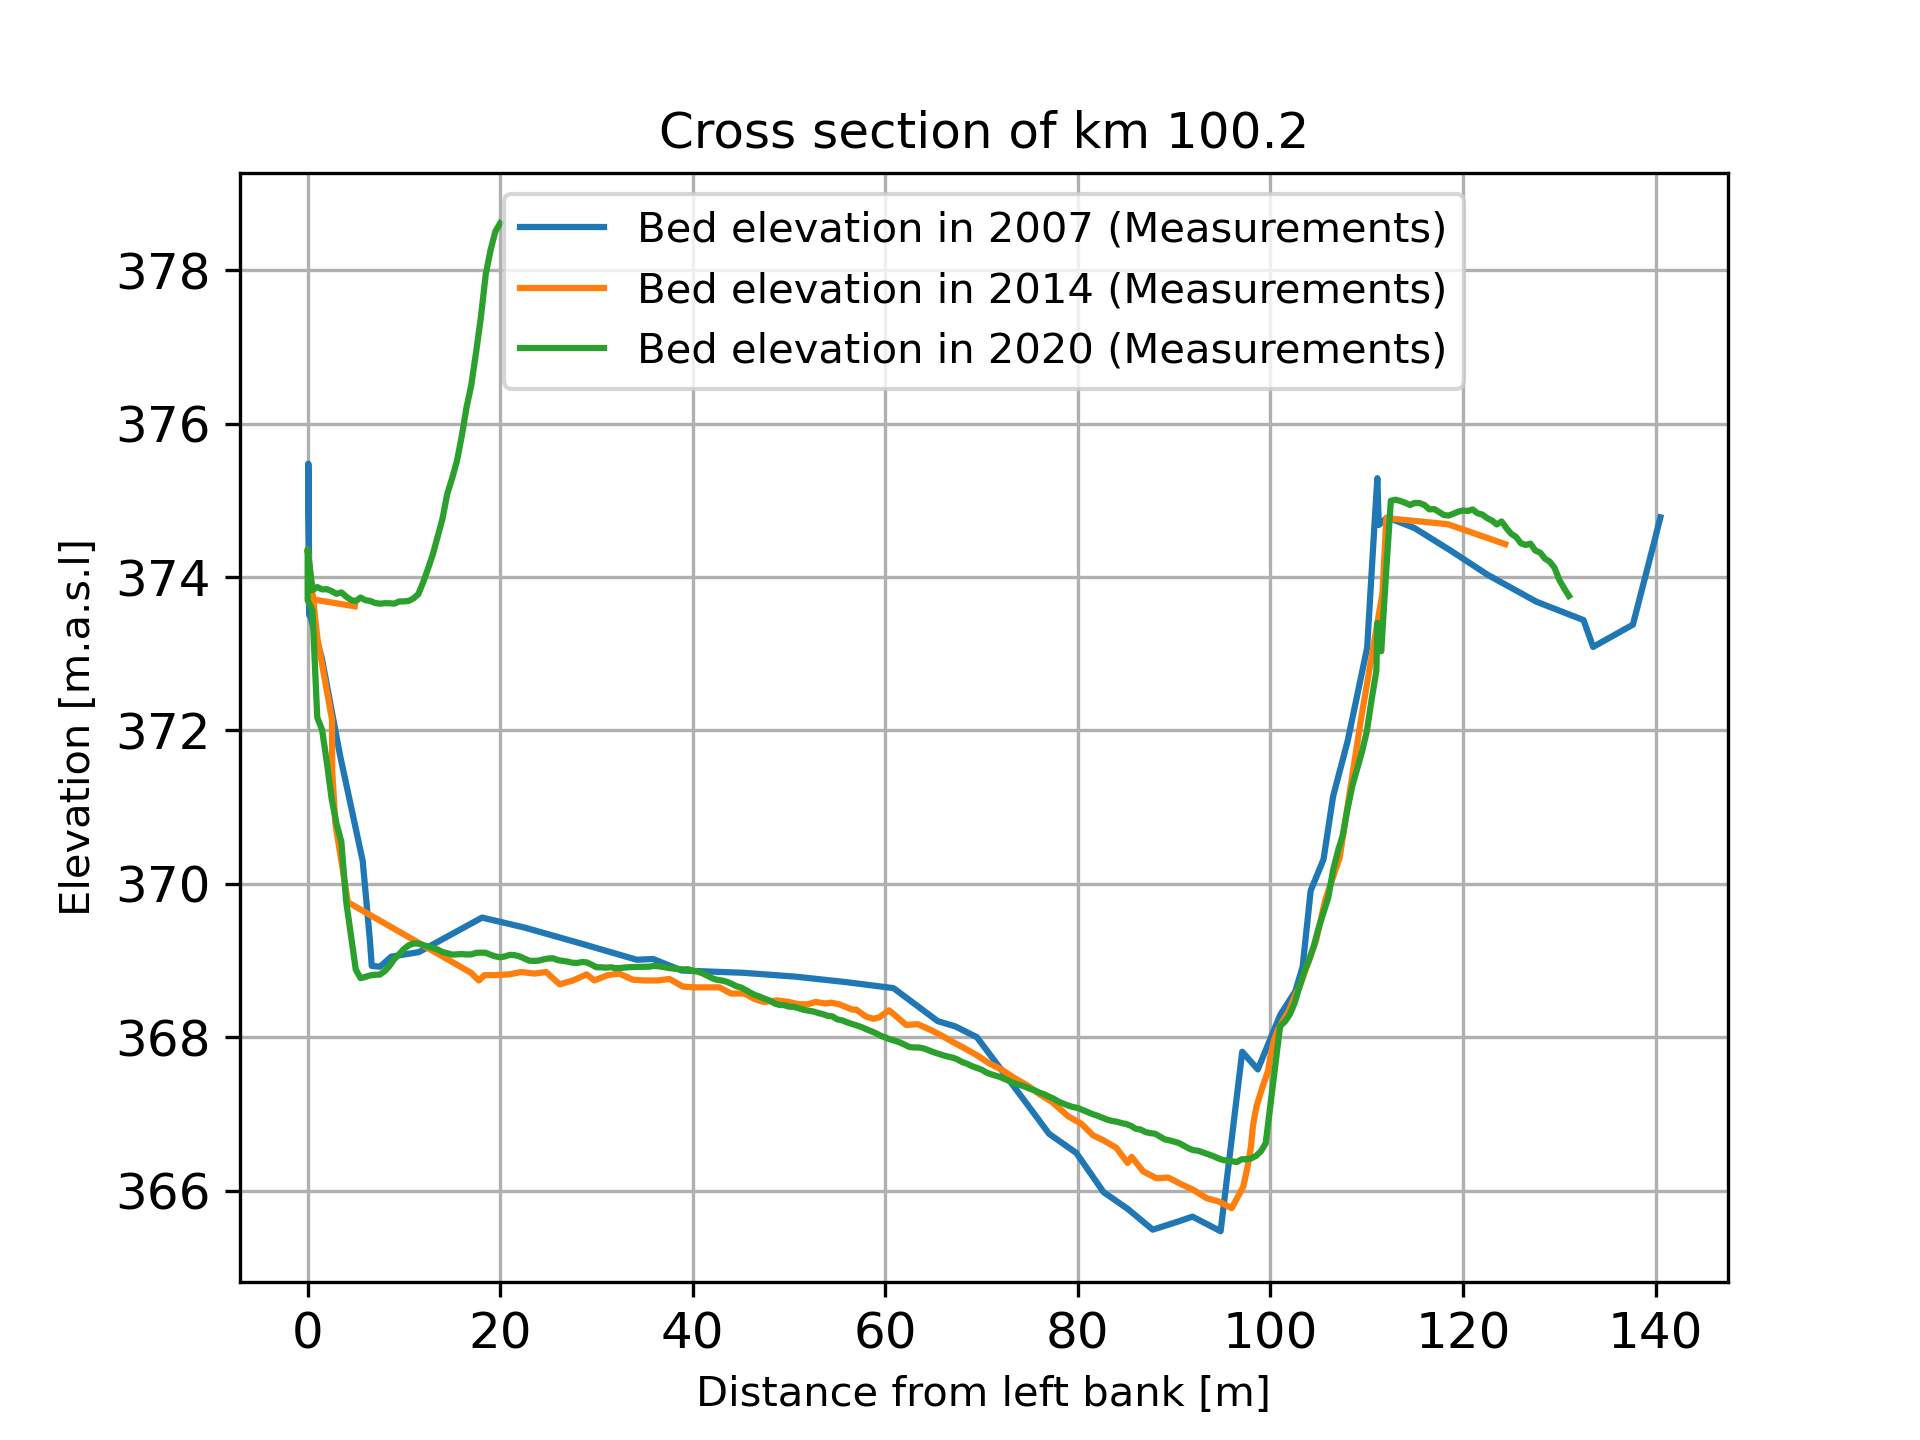 Cross section of km 100.2
Bed elevation in 2007 (Measurements)
Bed elevation in 2014 (Measurements)
Bed elevation in 2020 (Measurements)
Elevation [m.a.s.l]
378
376
374
372
370
368
366
0 20 40 60 80 100 120 140
Distance from left bank [m]